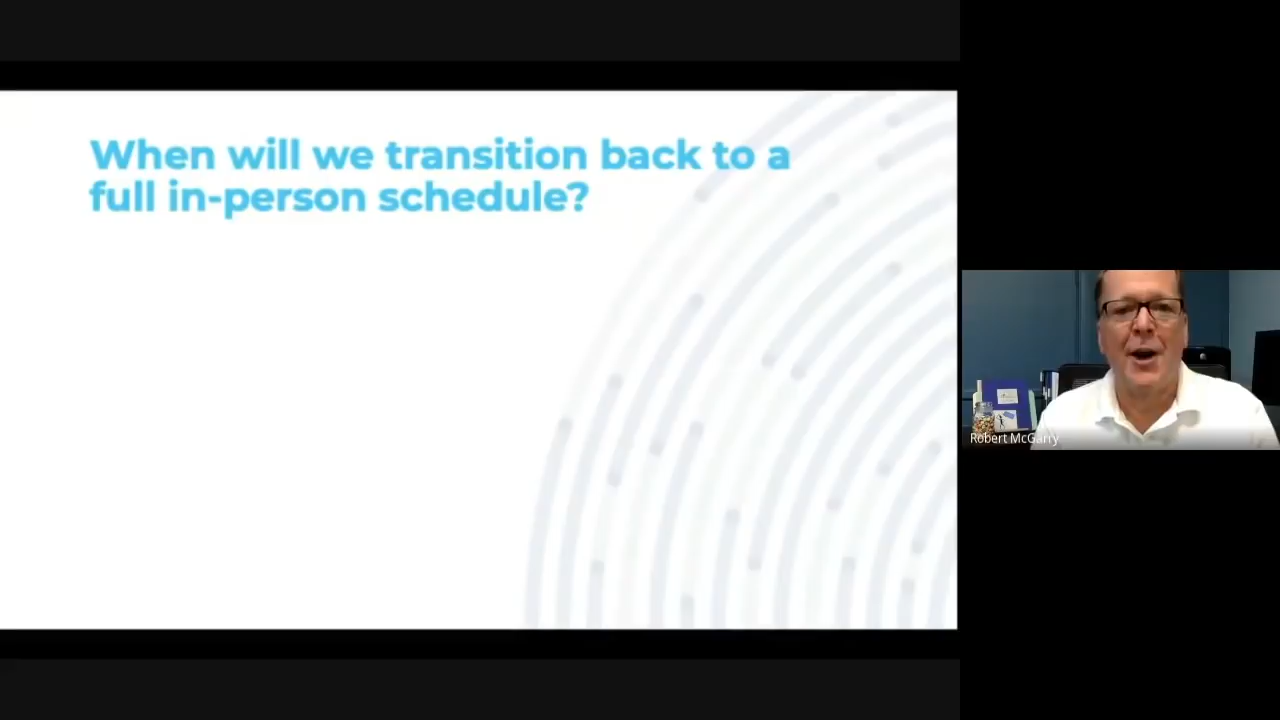 When will we transition back to a
full in-person schedule?
Robert McGarry